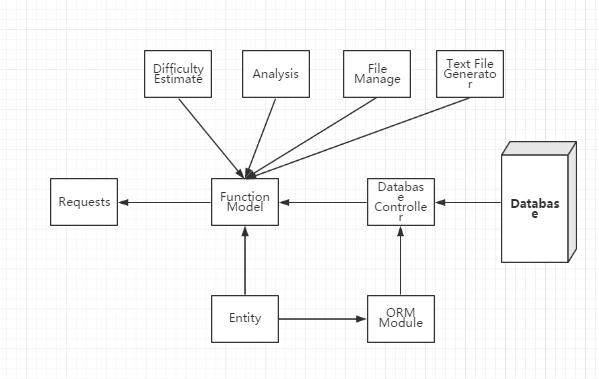 Difficulty
Estimate
Analysis
File
Manage
Text File
Generato
r
Requests
Function
Model
Databas
e
Controlle
r
Databas
e
Entity
ORM
Module